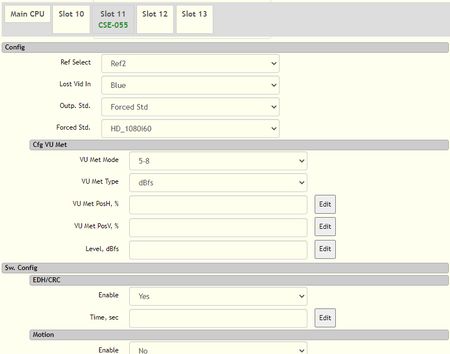 Main CPU Slot 10 Slot 11 Slot 12 Slot 13
CSE-055
Config
Ref Select Ref2
Lost Vid In Blue
Outp. Std. Forced Std
Forced Std. HD_1080i60
Cfg VU Met
VU Met Mode 5-8
VU Met Type dBfs
VU Met PosH, % Edit
VU Met PosV, % Edit
Level, dBfs Edit
Sw. Config
EDH/CRC
Enable Yes
Time, sec Edit
Motion
Enable No